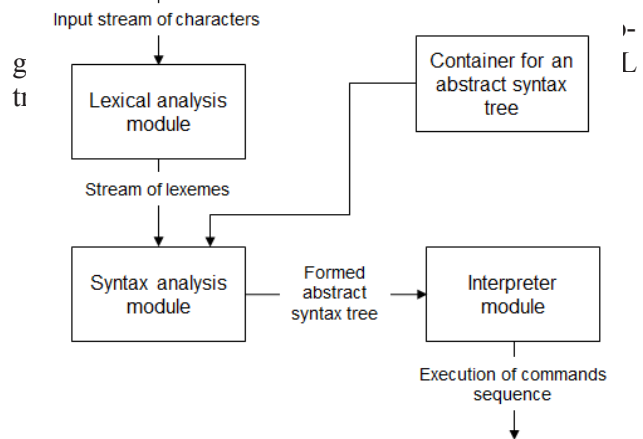 Input stream of characters
Lexical analysis
module
Container for an
abstract syntax
tree
Stream of lexemes
Syntax analysis
module
Formed
abstract
syntax tree
Interpreter
module
Execution of commands
sequence